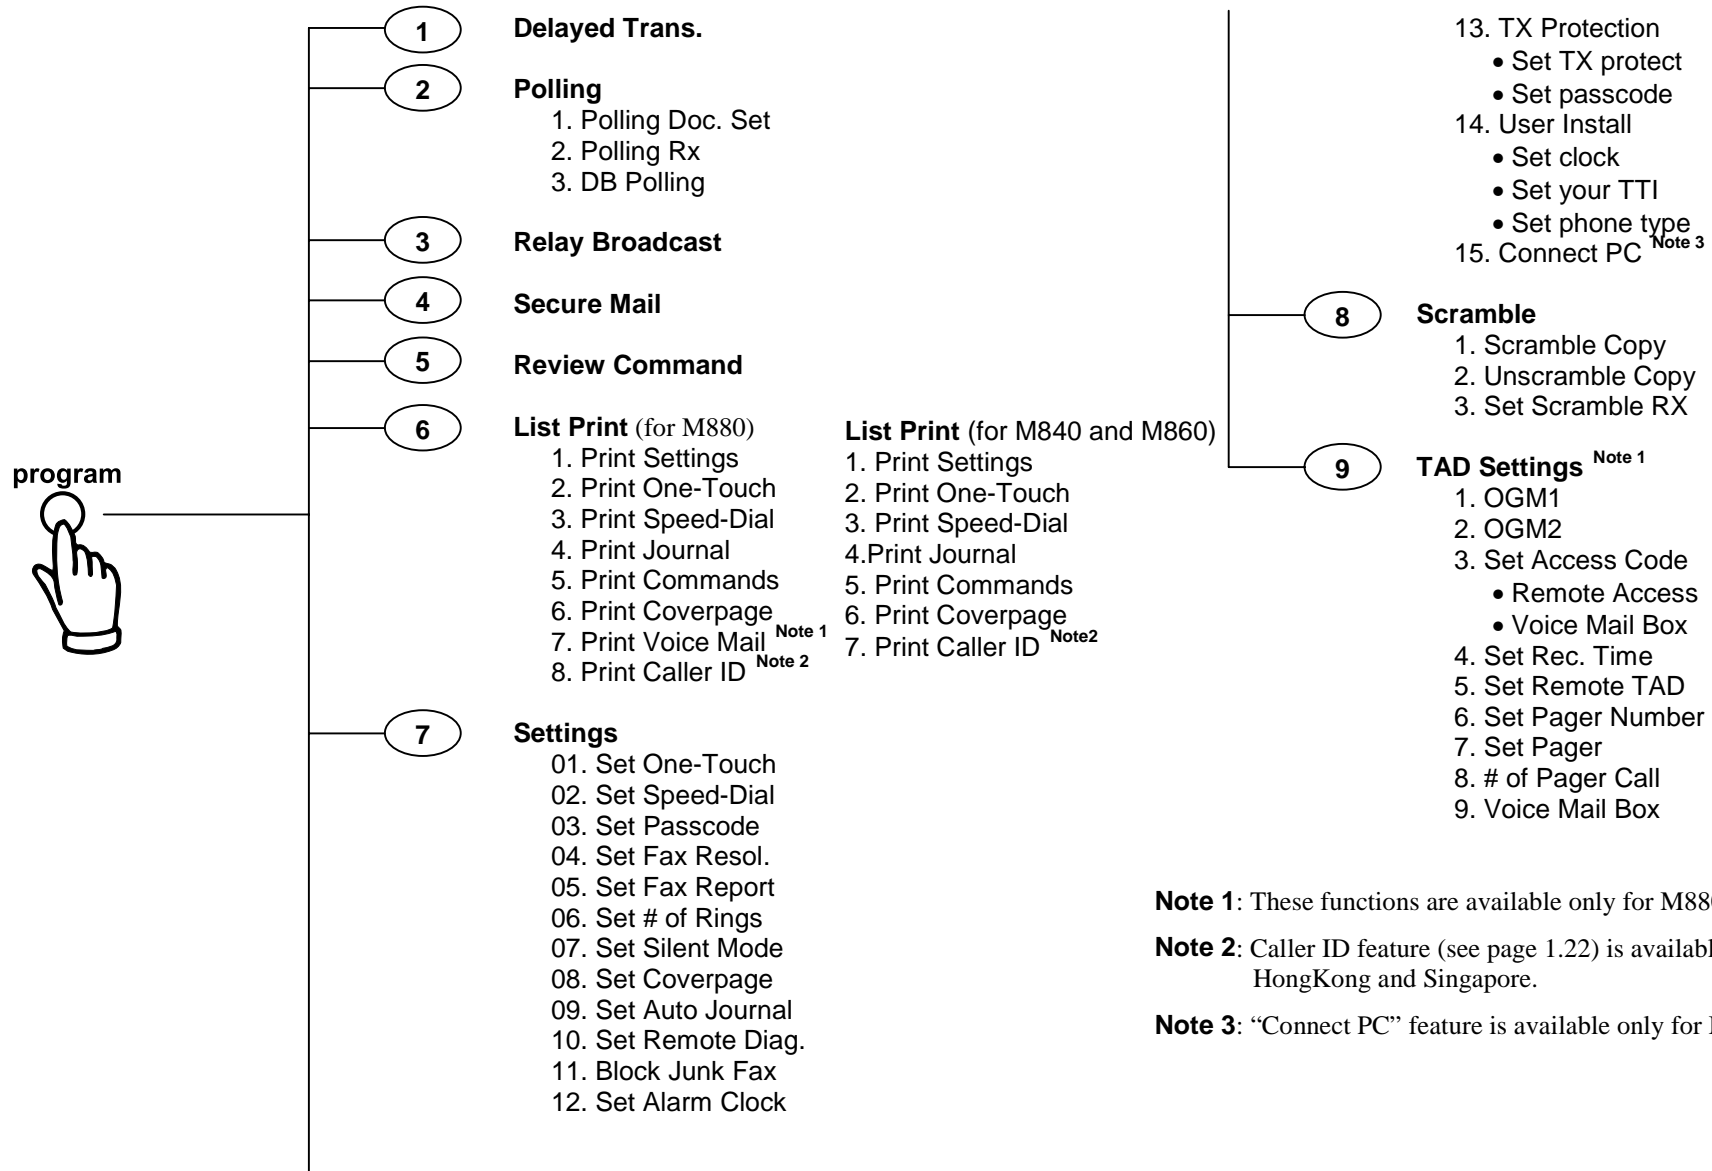 program
1 Delayed Trans.
2 Polling
1. Polling Doc. Set
2. Polling Rx
3. DB Polling
3 Relay Broadcast
4 Secure Mail
5 Review Command
6 List Print (for M880)
1. Print Settings
2. Print One-Touch
3. Print Speed-Dial
4. Print Journal
5. Print Commands
6. Print Coverpage
7. Print Voice Mail Note 1
8. Print Caller ID Note 2
List Print (for M840 and M860)
1. Print Settings
2. Print One-Touch
3. Print Speed-Dial
4.Print Journal
5. Print Commands
6. Print Coverpage
7. Print Caller ID Note2
7 Settings
01. Set One-Touch
02. Set Speed-Dial
03. Set Passcode
04. Set Fax Resol.
05. Set Fax Report
06. Set # of Rings
07. Set Silent Mode
08. Set Coverpage
09. Set Auto Journal
10. Set Remote Diag.
11. Block Junk Fax
12. Set Alarm Clock
13. TX Protection
• Set TX protect
• Set passcode
14. User Install
• Set clock
• Set your TTI
• Set phone type
15. Connect PC Note 3
8 Scramble
1. Scramble Copy
2. Unscramble Copy
3. Set Scramble RX
9 TAD Settings Note 1
1. OGM1
2. OGM2
3. Set Access Code
• Remote Access
• Voice Mail Box
4. Set Rec. Time
5. Set Remote TAD
6. Set Pager Number
7. Set Pager
8. # of Pager Call
9. Voice Mail Box
Note 1: These functions are available only for M88
Note 2: Caller ID feature (see page 1.22) is availab
HongKong and Singapore.
Note 3: “Connect PC” feature is available only for